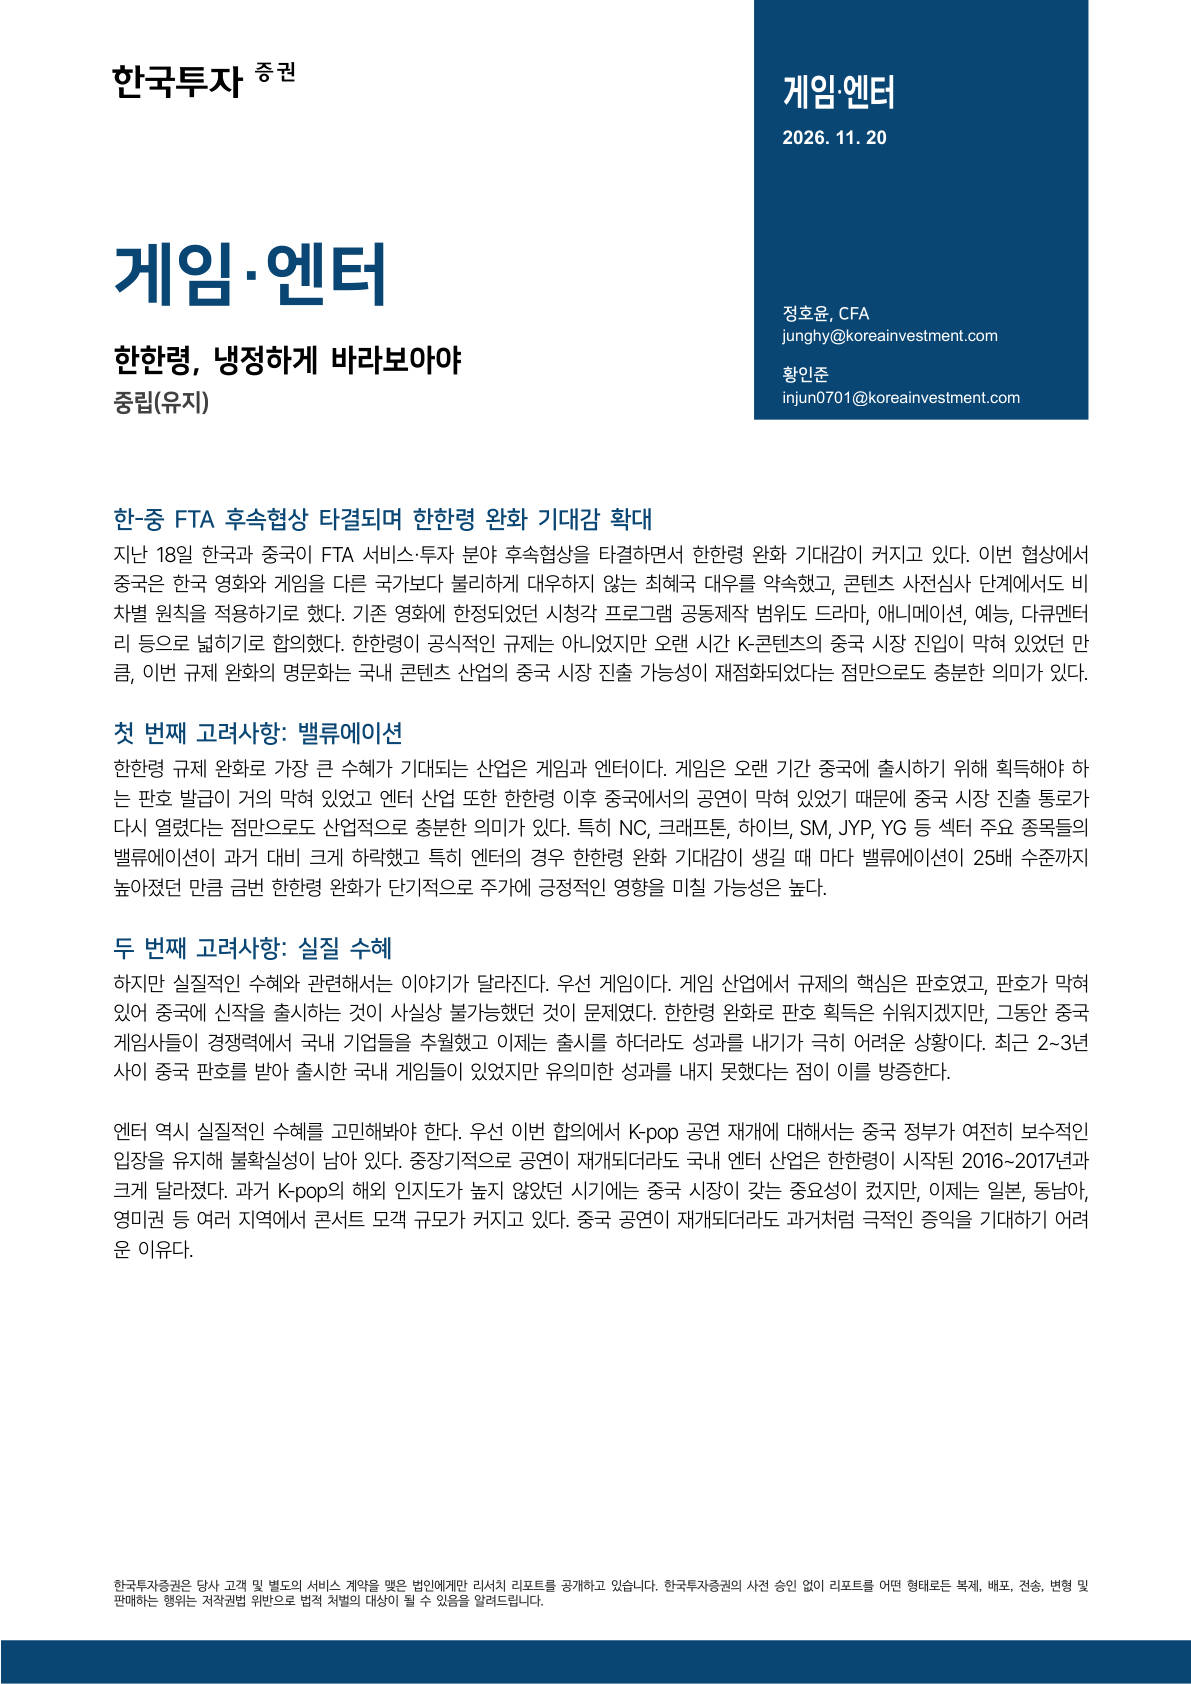 한국투자 증권
게임·엔터
2026. 11. 20
게임·엔터
한한령, 냉정하게 바라보아야
중립(유지)
정호윤, CFA
junghy@koreainvestment.com
황인준
injun0701@koreainvestment.com
한-중 FTA 후속협상 타결되며 한한령 완화 기대감 확대
지난 18일 한국과 중국이 FTA 서비스·투자 분야 후속협상을 타결하면서 한한령 완화 기대감이 커지고 있다. 이번 협상에서
중국은 한국 영화와 게임을 다른 국가보다 불리하게 대우하지 않는 최혜국 대우를 약속했고, 콘텐츠 사전심사 단계에서도 비
차별 원칙을 적용하기로 했다. 기존 영화에 한정되었던 시청각 프로그램 공동제작 범위도 드라마, 애니메이션, 예능, 다큐멘터
리 등으로 넓히기로 합의했다. 한한령이 공식적인 규제는 아니었지만 오랜 시간 K-콘텐츠의 중국 시장 진입이 막혀 있었던 만
큼, 이번 규제 완화의 명문화는 국내 콘텐츠 산업의 중국 시장 진출 가능성이 재점화되었다는 점만으로도 충분한 의미가 있다.
첫 번째 고려사항: 밸류에이션
한한령 규제 완화로 가장 큰 수혜가 기대되는 산업은 게임과 엔터이다. 게임은 오랜 기간 중국에 출시하기 위해 획득해야 하
는 판호 발급이 거의 막혀 있었고 엔터 산업 또한 한한령 이후 중국에서의 공연이 막혀 있었기 때문에 중국 시장 진출 통로가
다시 열렸다는 점만으로도 산업적으로 충분한 의미가 있다. 특히 NC, 크래프톤, 하이브, SM, JYP, YG 등 섹터 주요 종목들의
밸류에이션이 과거 대비 크게 하락했고 특히 엔터의 경우 한한령 완화 기대감이 생길 때 마다 밸류에이션이 25배 수준까지
높아졌던 만큼 금번 한한령 완화가 단기적으로 주가에 긍정적인 영향을 미칠 가능성은 높다.
두 번째 고려사항: 실질 수혜
하지만 실질적인 수혜와 관련해서는 이야기가 달라진다. 우선 게임이다. 게임 산업에서 규제의 핵심은 판호였고, 판호가 막혀
있어 중국에 신작을 출시하는 것이 사실상 불가능했던 것이 문제였다. 한한령 완화로 판호 획득은 쉬워지겠지만, 그동안 중국
게임사들이 경쟁력에서 국내 기업들을 추월했고 이제는 출시를 하더라도 성과를 내기가 극히 어려운 상황이다. 최근 2~3년
사이 중국 판호를 받아 출시한 국내 게임들이 있었지만 유의미한 성과를 내지 못했다는 점이 이를 방증한다.
엔터 역시 실질적인 수혜를 고민해봐야 한다. 우선 이번 합의에서 K-pop 공연 재개에 대해서는 중국 정부가 여전히 보수적인
입장을 유지해 불확실성이 남아 있다. 중장기적으로 공연이 재개되더라도 국내 엔터 산업은 한한령이 시작된 2016~2017년과
크게 달라졌다. 과거 K-pop의 해외 인지도가 높지 않았던 시기에는 중국 시장이 갖는 중요성이 컸지만, 이제는 일본, 동남아,
영미권 등 여러 지역에서 콘서트 모객 규모가 커지고 있다. 중국 공연이 재개되더라도 과거처럼 극적인 증익을 기대하기 어려
운 이유다.
한국투자증권은 당사 고객 및 별도의 서비스 계약을 맺은 법인에게만 리서치 리포트를 공개하고 있습니다. 한국투자증권의 사전 승인 없이 리포트를 어떤 형태로든 복제, 배포, 전송, 변형 및
판매하는 행위는 저작권법 위반으로 법적 처벌의 대상이 될 수 있음을 알려드립니다.